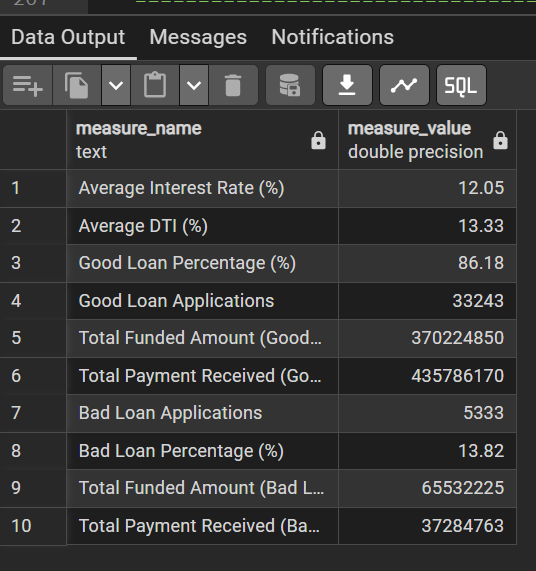 Data Output Messages Notifications
SQL
measure_name measure_value
text double precision
1 Average Interest Rate (%) 12.05
2 Average DTI (%) 13.33
3 Good Loan Percentage (%) 86.18
4 Good Loan Applications 33243
5 Total Funded Amount (Good... 370224850
6 Total Payment Received (Go... 435786170
7 Bad Loan Applications 5333
8 Bad Loan Percentage (%) 13.82
9 Total Funded Amount (Bad L... 65532225
10 Total Payment Received (Ba... 37284763